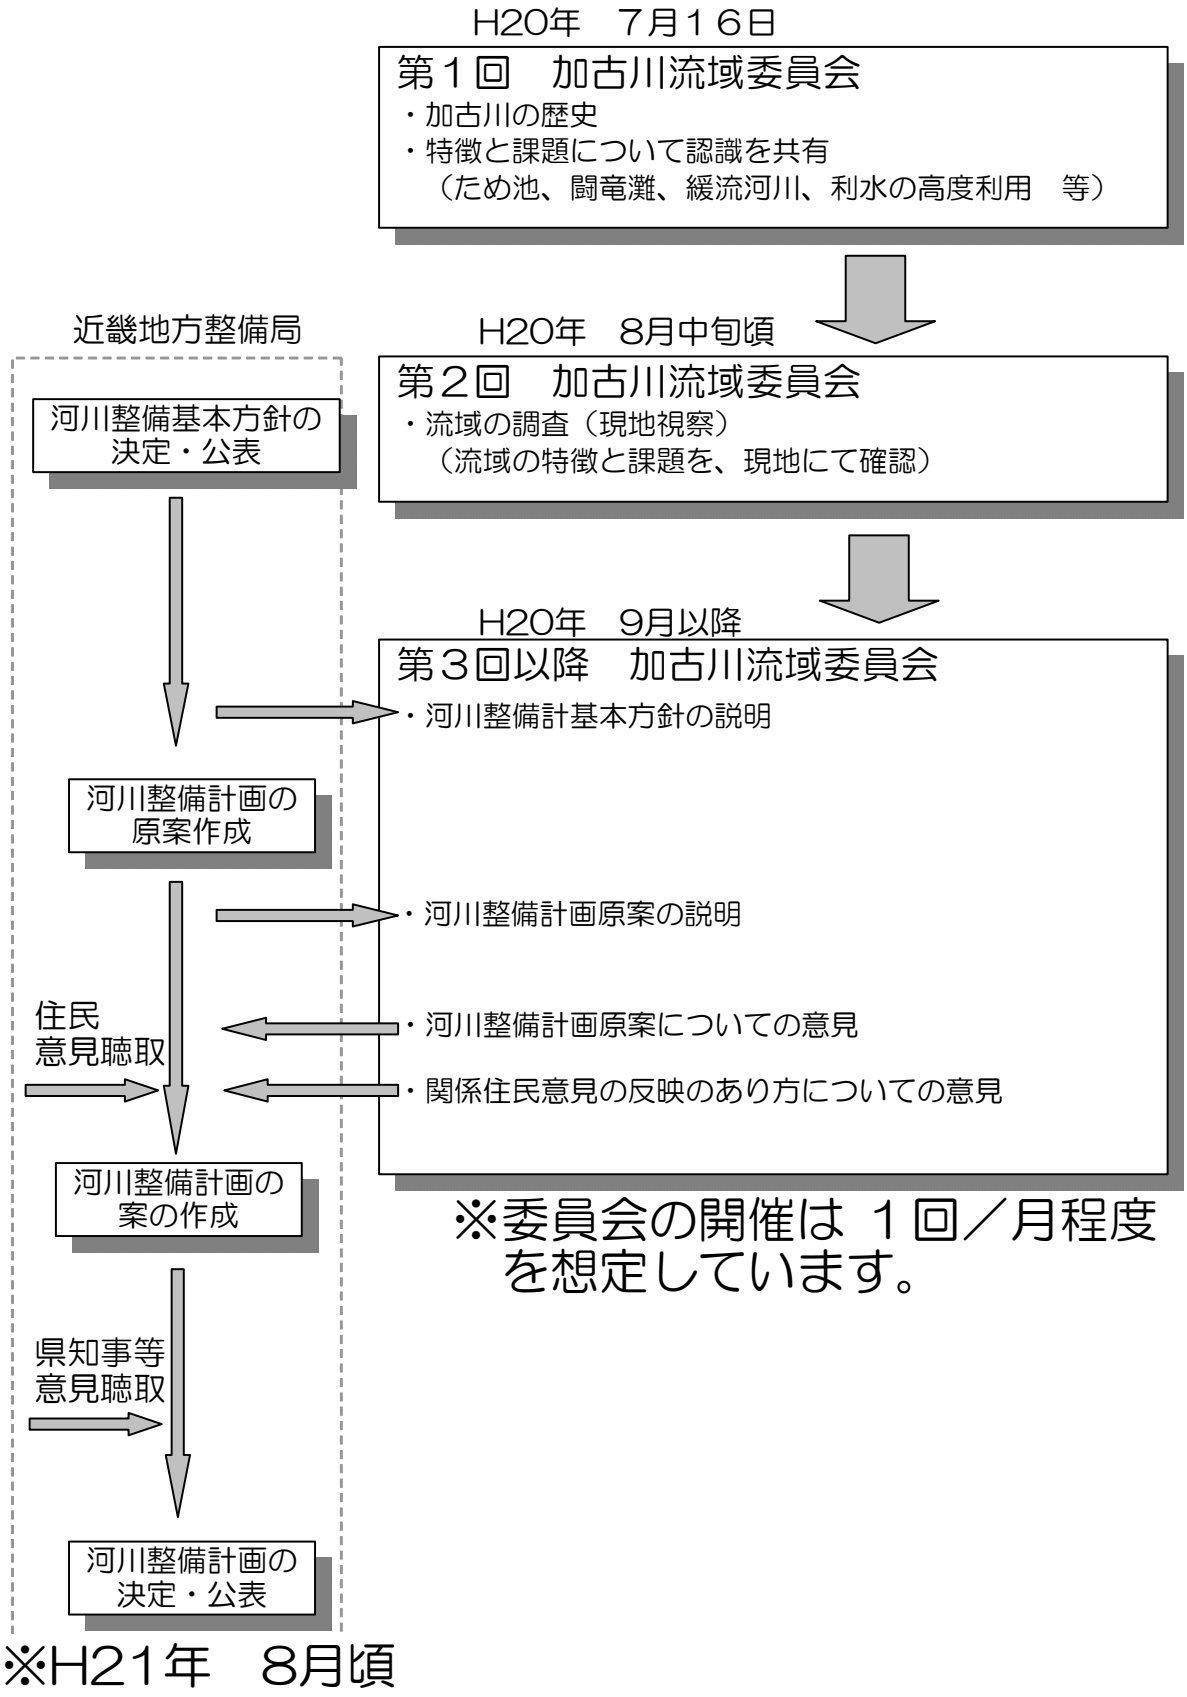 H20年　７月１６日
第１回　加古川流域委員会
・加古川の歴史
・特徴と課題について認識を共有
（ため池、闘竜灘、緩流河川、利水の高度利用　等）
近畿地方整備局
H20年　８月中旬頃
第２回　加古川流域委員会
・流域の調査（現地視察）
（流域の特徴と課題を、現地にて確認）
河川整備基本方針の
決定・公表
H20年　９月以降
第３回以降　加古川流域委員会
・河川整備計基本方針の説明
河川整備計画の
原案作成
・河川整備計画原案の説明
住民
意見聴取
・河川整備計画原案についての意見
・関係住民意見の反映のあり方についての意見
河川整備計画の
案の作成
※委員会の開催は １回／月程度
を想定しています。
県知事等
意見聴取
河川整備計画の
決定・公表
※H21年　８月頃